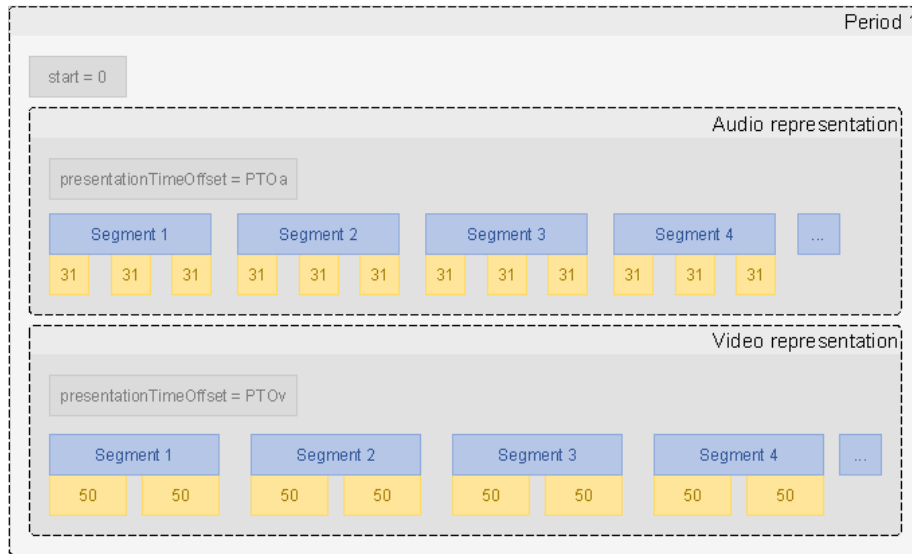 Period 1
start = 0
Audio representation
presentationTimeOffset = PTOa
Segment 1 Segment 2 Segment 3 Segment 4 ...
31 31 31 31 31 31 31 31 31 31 31 31
Video representation
presentationTimeOffset = PTOv
Segment 1 Segment 2 Segment 3 Segment 4 ...
50 50 50 50 50 50 50 50